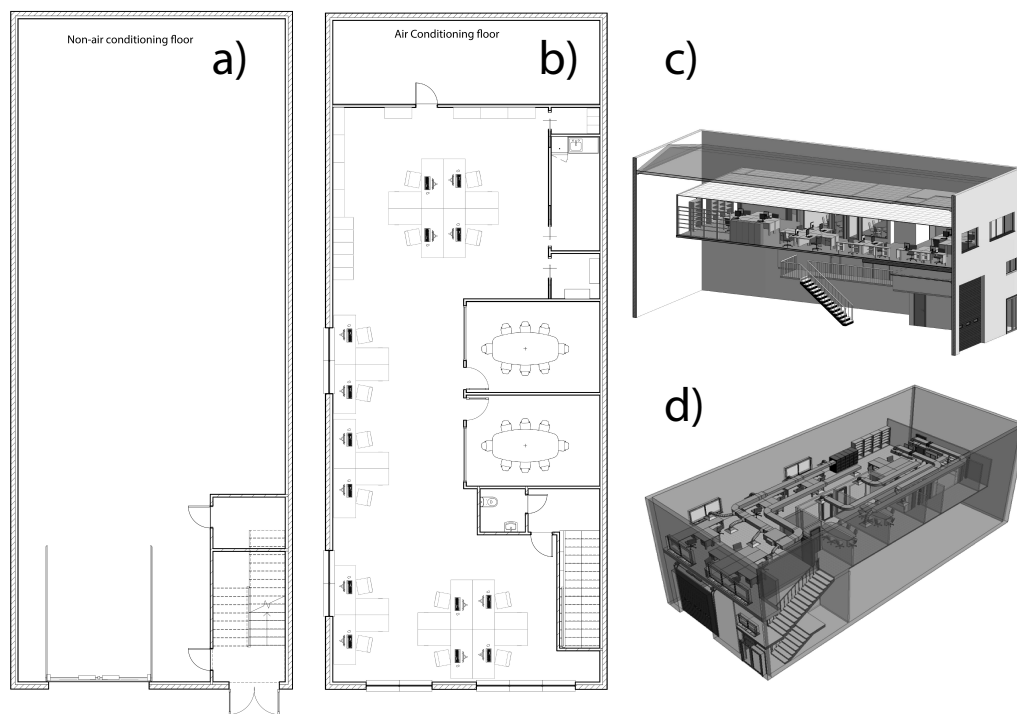 Non-air conditioning floor
a)
Air Conditioning floor
b)
c)
d)